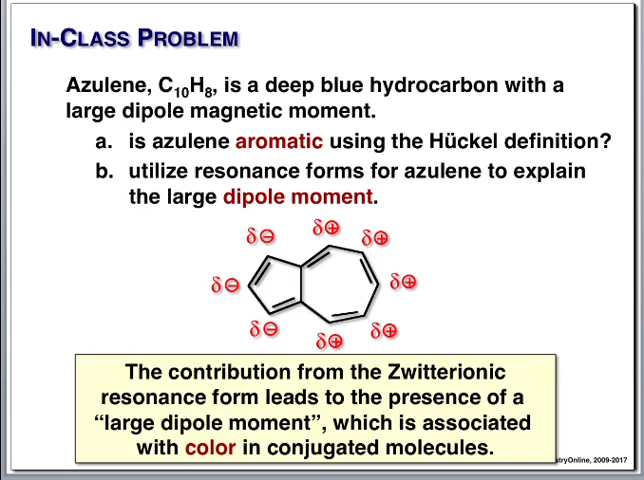 IN-CLASS PROBLEM
Azulene, C₁₀H₈, is a deep blue hydrocarbon with a
large dipole magnetic moment.
a. is azulene aromatic using the Hückel definition?
b. utilize resonance forms for azulene to explain
the large dipole moment.
δ⊖ δ⊕ δ⊕
δ⊖ δ⊕
δ⊖ δ⊕ δ⊕
The contribution from the Zwitterionic
resonance form leads to the presence of a
“large dipole moment”, which is associated
with color in conjugated molecules.
stryOnline, 2009-2017